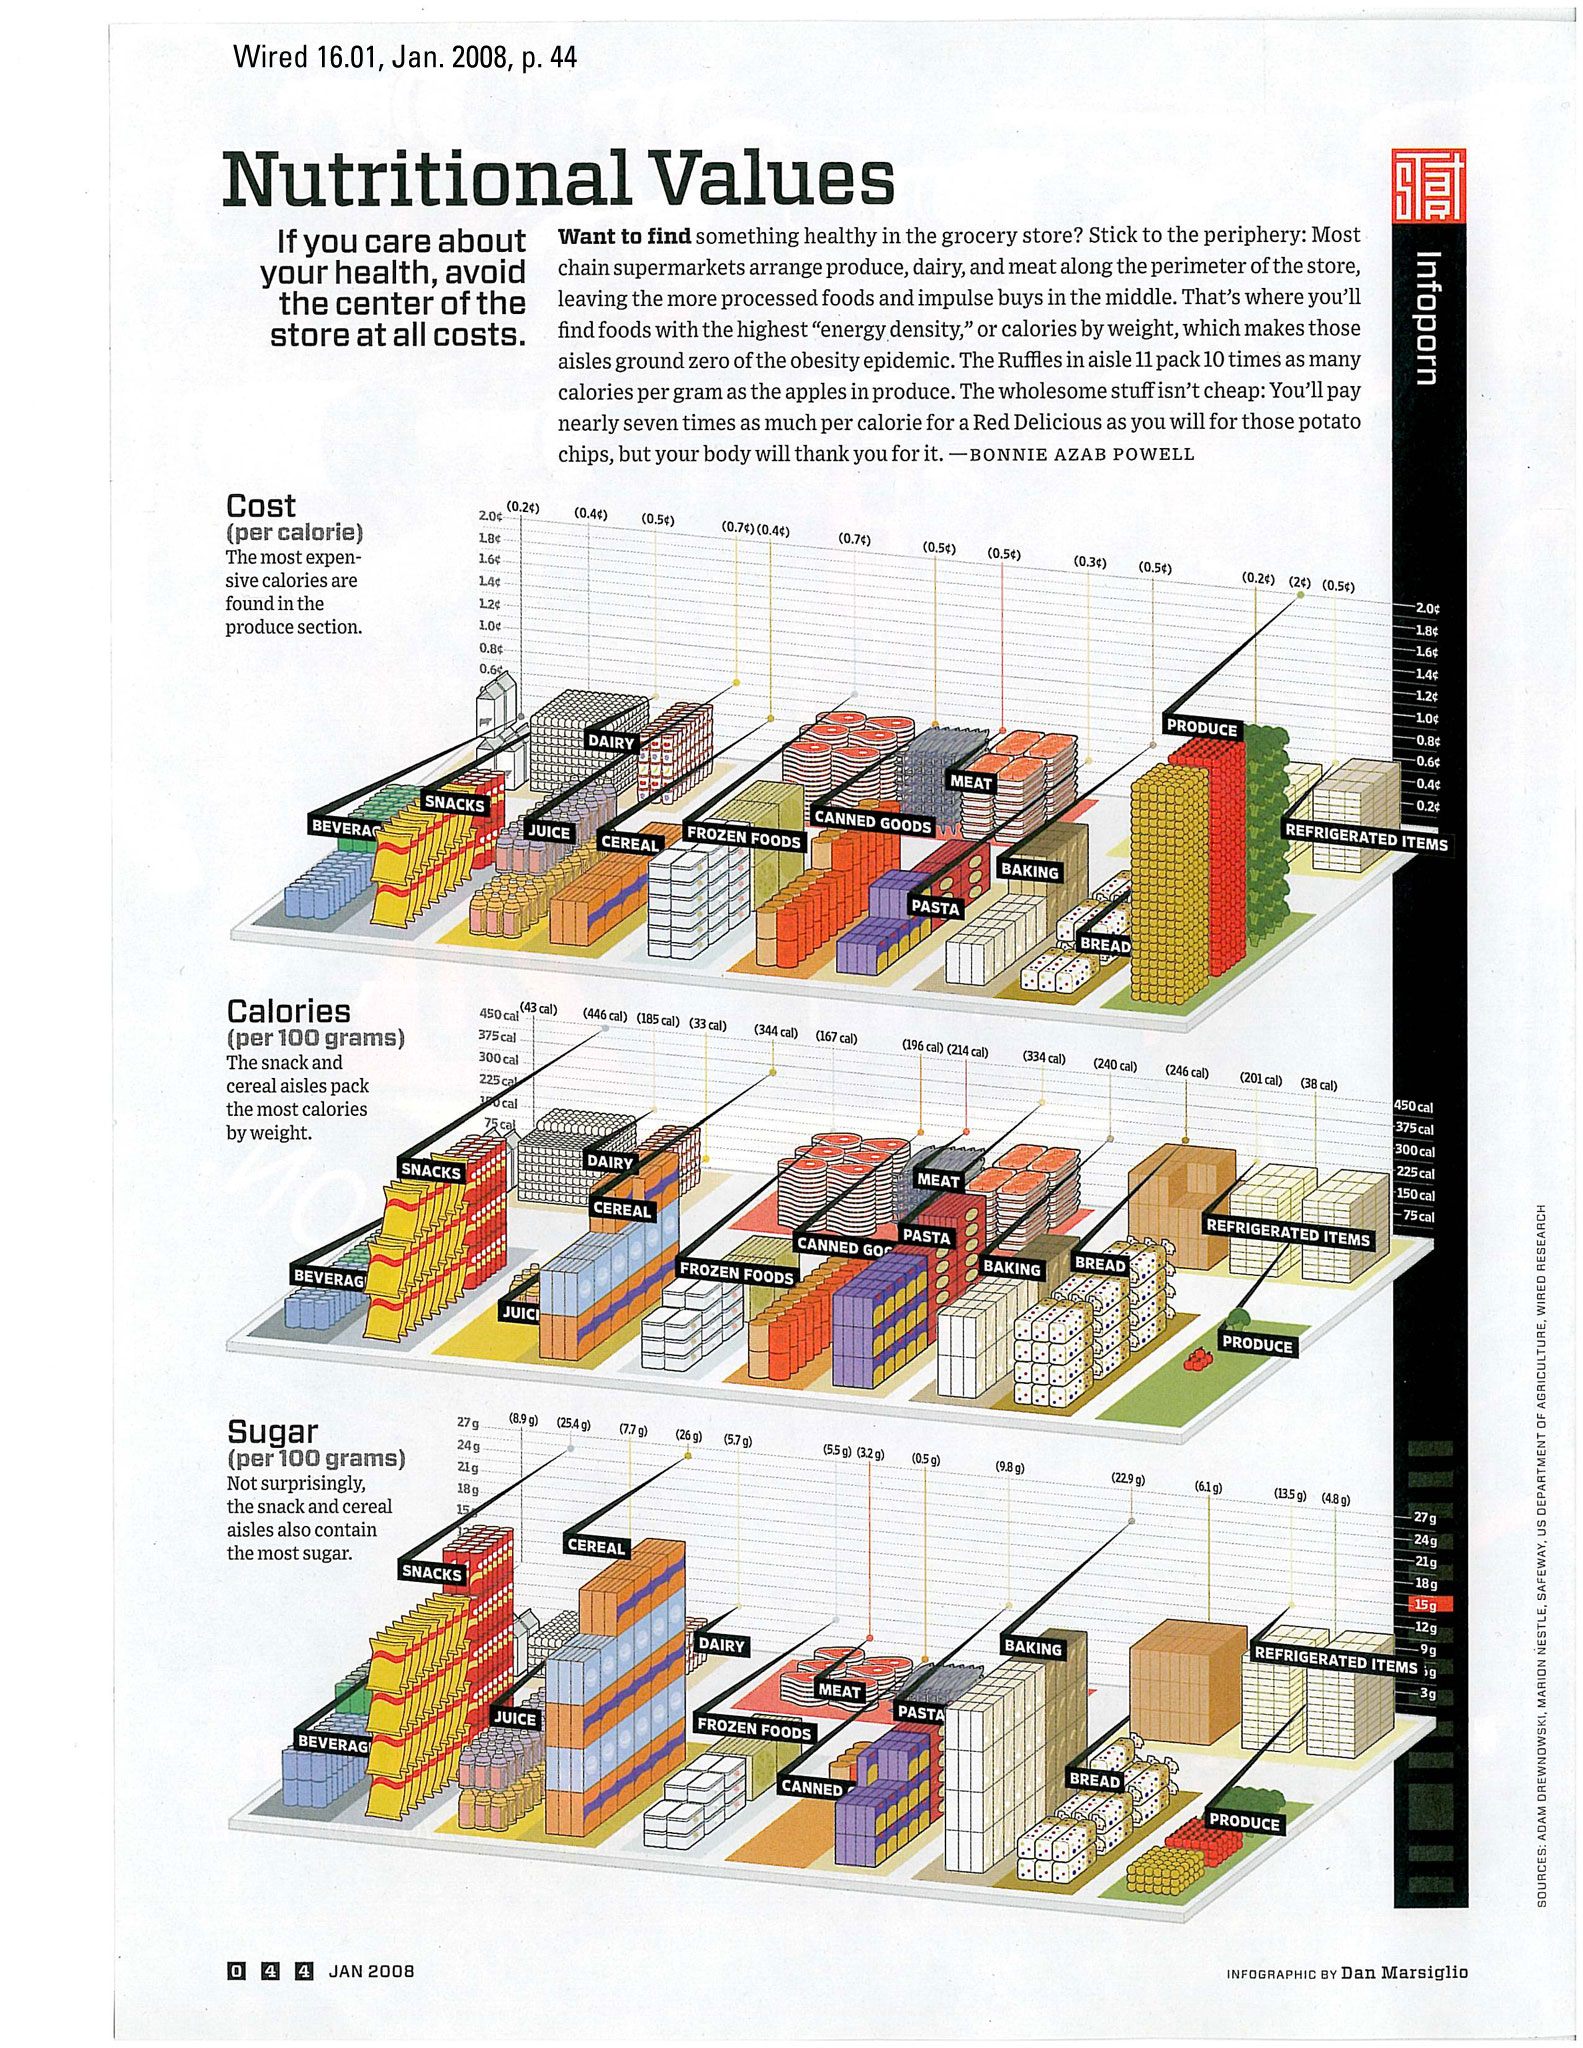 Wired 16.01, Jan. 2008, p. 44
Nutritional Values
If you care about
your health, avoid
the center of the
store at all costs.
Want to find something healthy in the grocery store? Stick to the periphery: Most
chain supermarkets arrange produce, dairy, and meat along the perimeter of the store,
leaving the more processed foods and impulse buys in the middle. That's where you'll
find foods with the highest "energy density," or calories by weight, which makes those
aisles ground zero of the obesity epidemic. The Ruffles in aisle 11 pack 10 times as many
calories per gram as the apples in produce. The wholesome stuff isn't cheap: You'll pay
nearly seven times as much per calorie for a Red Delicious as you will for those potato
chips, but your body will thank you for it. —BONNIE AZAB POWELL
START
Infoporn
Cost
(per calorie)
The most expen-
sive calories are
found in the
produce section.
(0.2¢) (0.4¢) (0.5¢) (0.7¢) (0.4¢) (0.7¢) (0.5¢) (0.5¢) (0.3¢) (0.5¢) (0.2¢) (2¢) (0.5¢)
2.0¢
1.8¢
1.6¢
1.4¢
1.2¢
1.0¢
0.8¢
0.6¢
2.0¢
1.8¢
1.6¢
1.4¢
1.2¢
1.0¢
0.8¢
0.6¢
0.4¢
0.2¢
PRODUCE
DAIRY
MEAT
SNACKS
BEVERAG
JUICE
CEREAL
FROZEN FOODS
CANNED GOODS
REFRIGERATED ITEMS
BAKING
PASTA
BREAD
Calories
(per 100 grams)
The snack and
cereal aisles pack
the most calories
by weight.
(43 cal) (446 cal) (185 cal) (33 cal) (344 cal) (167 cal) (196 cal) (214 cal) (334 cal) (240 cal) (246 cal) (201 cal) (38 cal)
450 cal
375 cal
300 cal
225 cal
150 cal
75 cal
450 cal
375 cal
300 cal
225 cal
150 cal
75 cal
SNACKS
DAIRY
MEAT
CEREAL
PASTA
REFRIGERATED ITEMS
CANNED GOO
BEVERAG
FROZEN FOODS
BAKING
BREAD
JUIC
PRODUCE
Sugar
(per 100 grams)
Not surprisingly,
the snack and cereal
aisles also contain
the most sugar.
(8.9 g) (25.4 g) (7.7 g) (26 g) (5.7 g) (5.5 g) (3.2 g) (0.5 g) (9.8 g) (22.9 g) (6.1 g) (13.5 g) (4.8 g)
27 g
24 g
21 g
18 g
15
27 g
24 g
21 g
18 g
15 g
12 g
9 g
g
3 g
CEREAL
SNACKS
DAIRY
BAKING
REFRIGERATED ITEMS
MEAT
JUICE
PASTA
FROZEN FOODS
BEVERAG
CANNED
BREAD
PRODUCE
SOURCES: ADAM DREWNOWSKI, MARION NESTLE, SAFEWAY, US DEPARTMENT OF AGRICULTURE, WIRED RESEARCH
0 4 4 JAN 2008
INFOGRAPHIC BY Dan Marsiglio